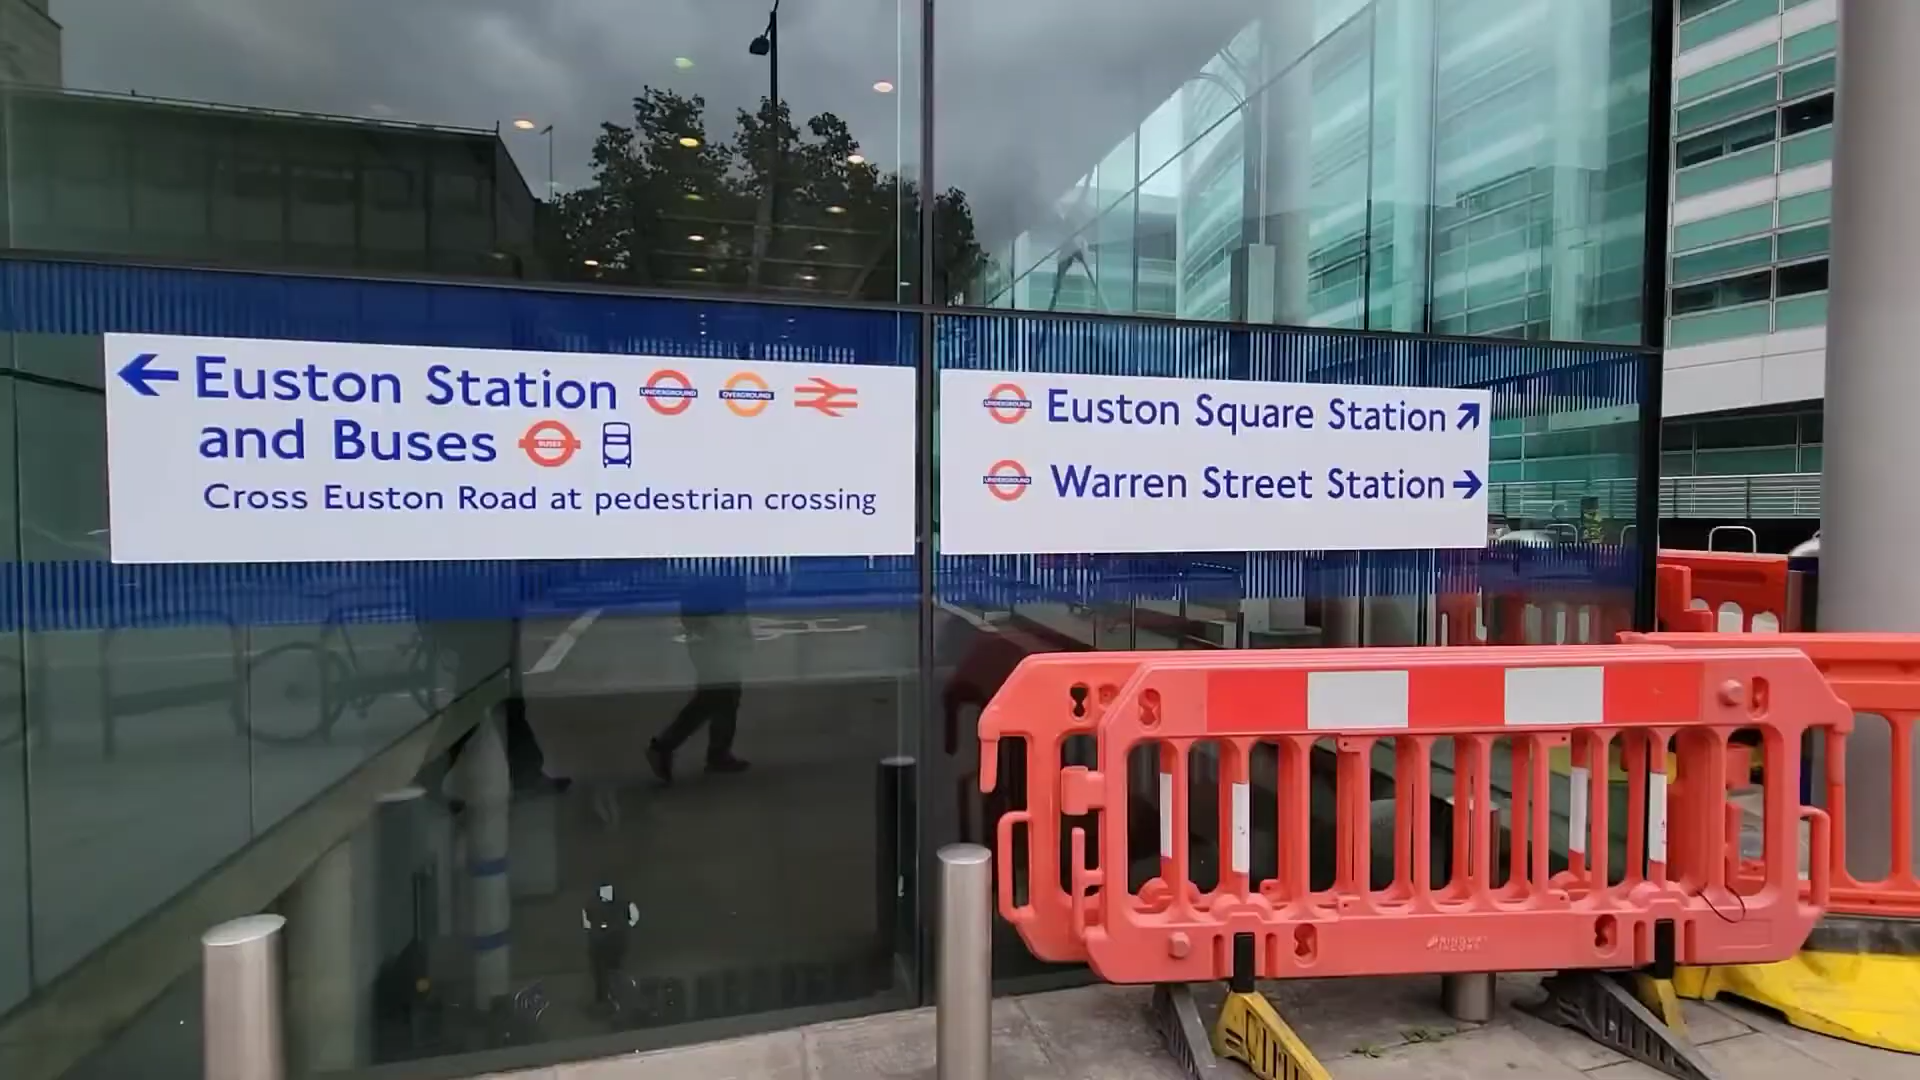 Euston Station UNDERGROUND OVERGROUND
and Buses BUSES
Cross Euston Road at pedestrian crossing
UNDERGROUND Euston Square Station
UNDERGROUND Warren Street Station